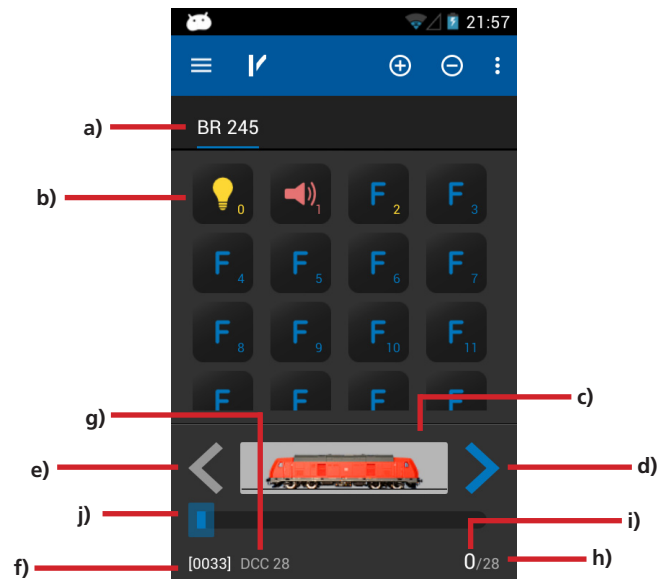 21:57
a) BR 245
b)
0 1 F 2 F 3
F 4 F 5 F 6 F 7
F 8 F 9 F 10 F 11
F F F F
g) c)
e) d)
j) i)
f) [0033] DCC 28 0/28 h)